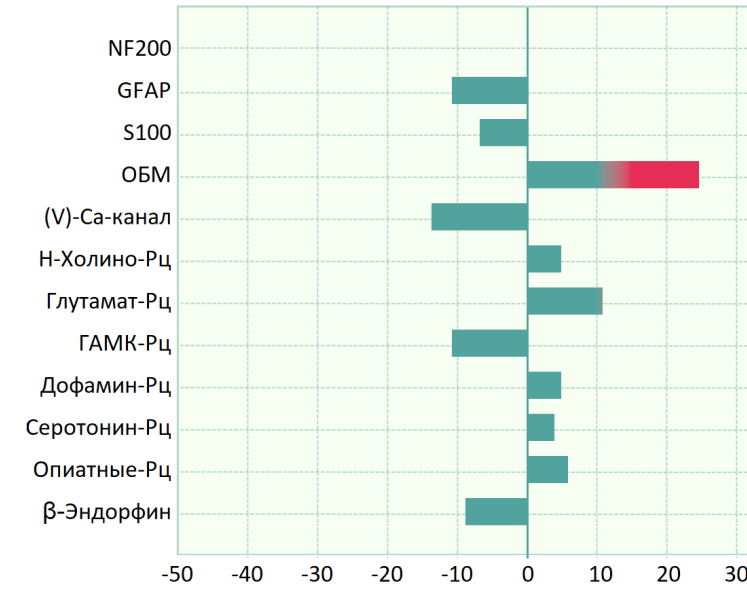 NF200
GFAP
S100
ОБМ
(V)-Ca-канал
Н-Холино-Рц
Глутамат-Рц
ГАМК-Рц
Дофамин-Рц
Серотонин-Рц
Опиатные-Рц
β-Эндорфин
-50 -40 -30 -20 -10 0 10 20 30